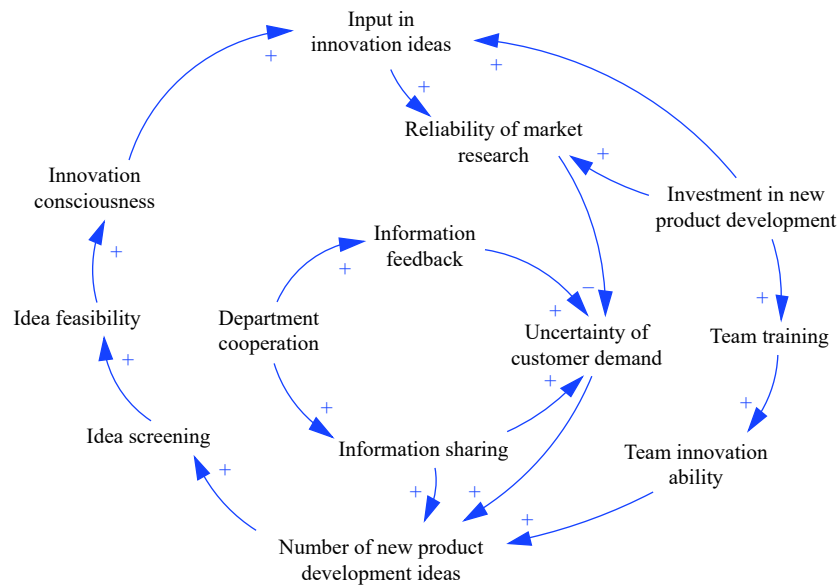 Input in
innovation ideas
+
+
+
Reliability of market
research
+
Innovation
consciousness
Investment in new
product development
+
Information
feedback
+
−
+
+
Idea feasibility
Department
cooperation
Uncertainty of
customer demand
Team training
+
+
+
+
Idea screening
Information sharing
Team innovation
ability
+
+
+
+
Number of new product
development ideas